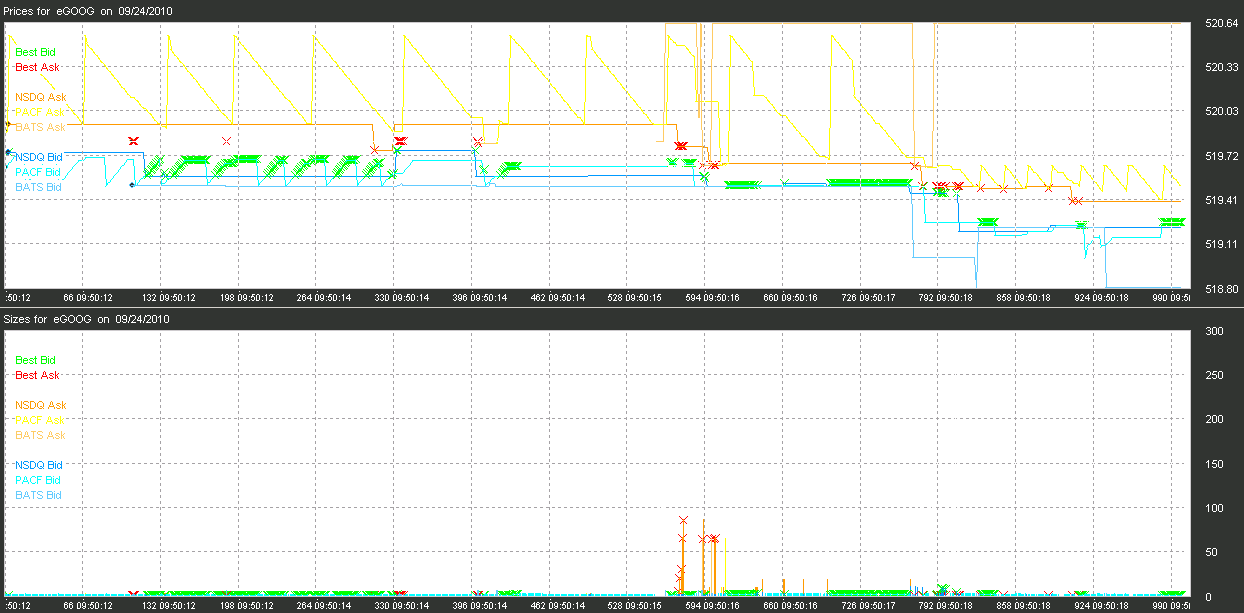 Prices for eGOOG on 09/24/2010
520.64
Best Bid
Best Ask
520.33
NSDQ Ask
PACF Ask
520.03
BATS Ask
NSDQ Bid
519.72
PACF Bid
BATS Bid
519.41
519.11
518.80
:50:12 66 09:50:12 132 09:50:12 198 09:50:12 264 09:50:14 330 09:50:14 396 09:50:14 462 09:50:14 528 09:50:15 594 09:50:16 660 09:50:16 726 09:50:17 792 09:50:18 858 09:50:18 924 09:50:18 990 09:5
Sizes for eGOOG on 09/24/2010
300
Best Bid
Best Ask
250
NSDQ Ask
PACF Ask
200
BATS Ask
NSDQ Bid
150
PACF Bid
BATS Bid
100
50
0
:50:12 66 09:50:12 132 09:50:12 198 09:50:12 264 09:50:14 330 09:50:14 396 09:50:14 462 09:50:14 528 09:50:15 594 09:50:16 660 09:50:16 726 09:50:17 792 09:50:18 858 09:50:18 924 09:50:18 990 09:5